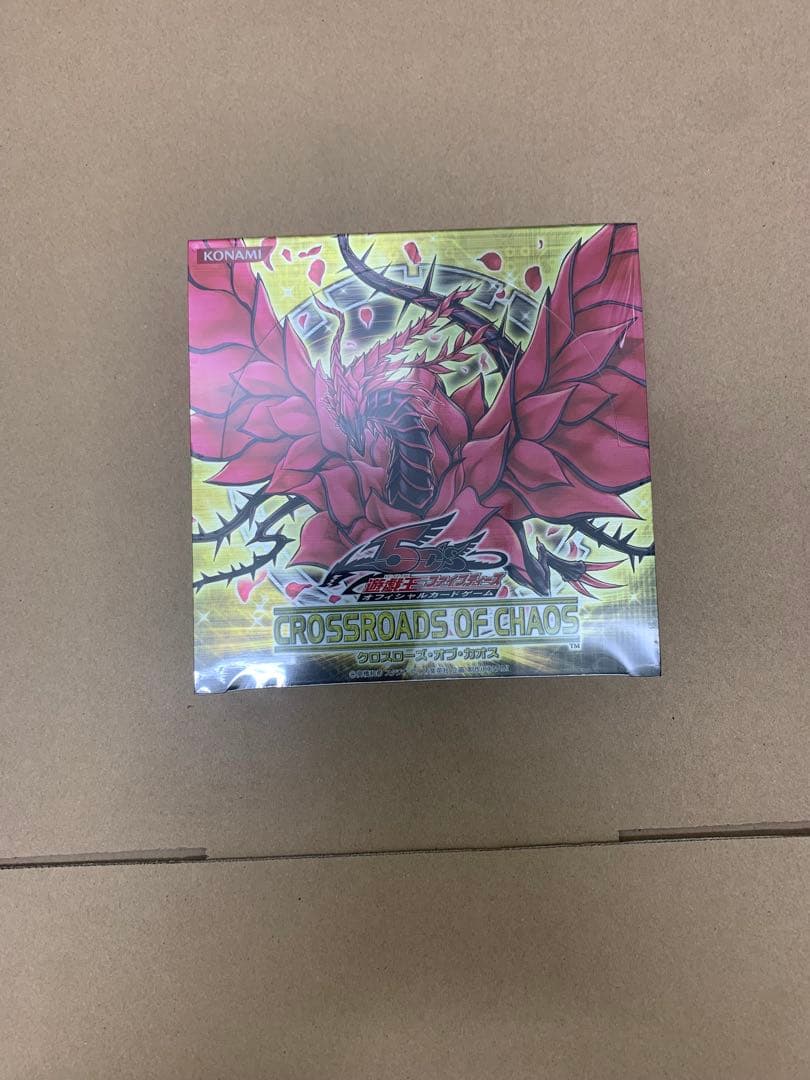 KONAMI
5D's
遊戯王ファイブディーズ
オフィシャルカードゲーム
CROSSROADS OF CHAOS
TM
クロスローズ・オブ・カオス